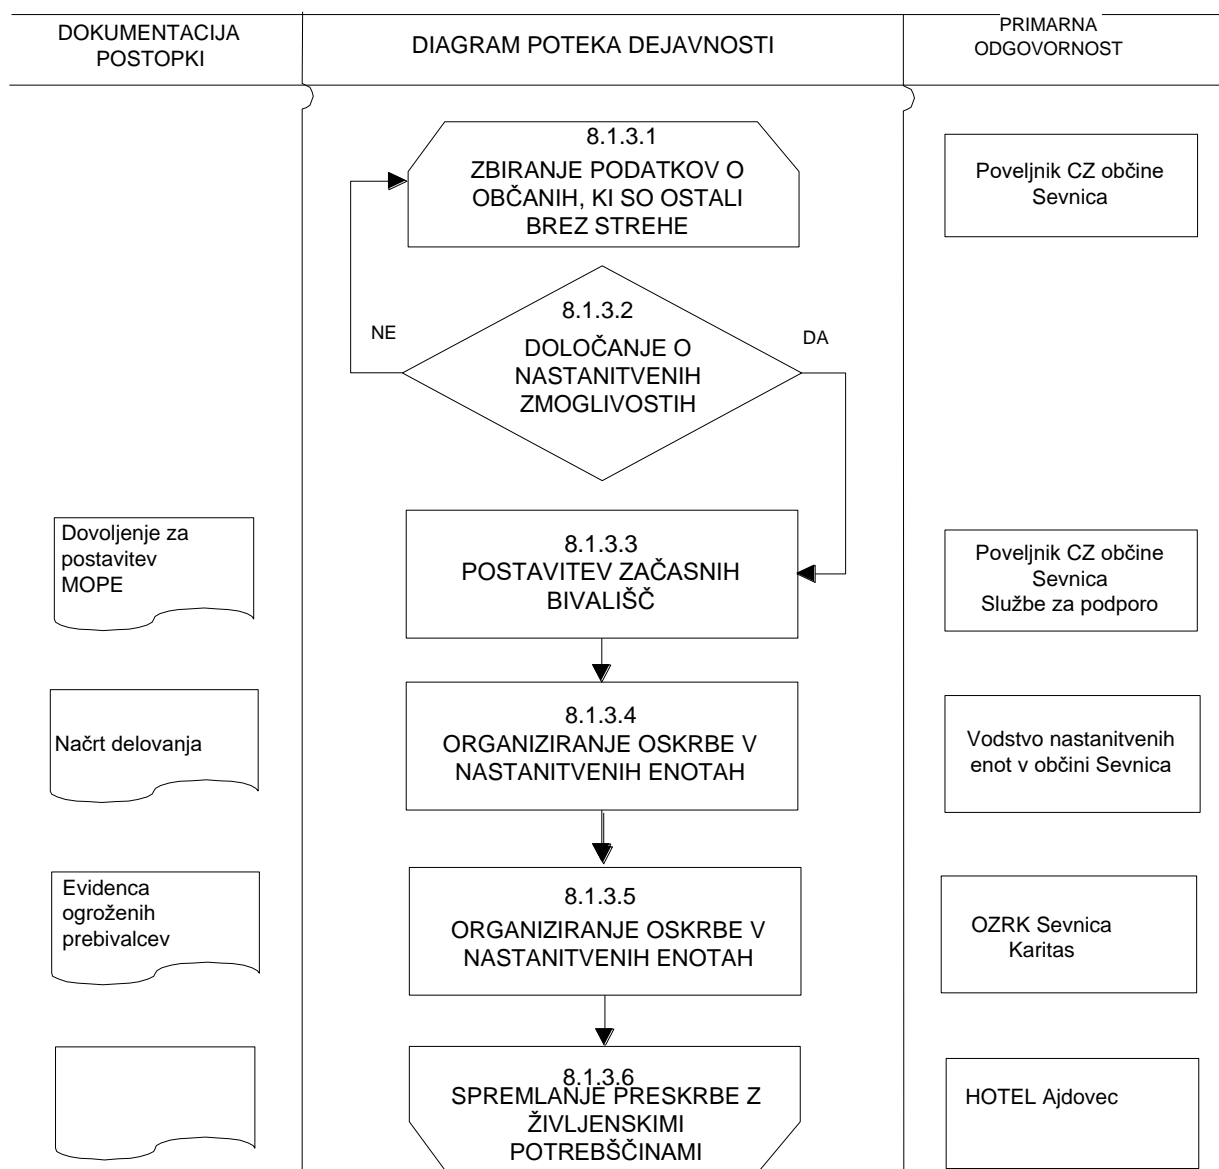 DOKUMENTACIJA
POSTOPKI
DIAGRAM POTEKA DEJAVNOSTI
PRIMARNA
ODGOVORNOST
8.1.3.1
ZBIRANJE PODATKOV O
OBČANIH, KI SO OSTALI
BREZ STREHE
Poveljnik CZ občine
Sevnica
8.1.3.2
DOLOČANJE O
NASTANITVENIH
ZMOGLIVOSTIH
NE
DA
Dovoljenje za
postavitev
MOPE
8.1.3.3
POSTAVITEV ZAČASNIH
BIVALIŠČ
Poveljnik CZ občine
Sevnica
Službe za podporo
Načrt delovanja
8.1.3.4
ORGANIZIRANJE OSKRBE V
NASTANITVENIH ENOTAH
Vodstvo nastanitvenih
enot v občini Sevnica
Evidenca
ogroženih
prebivalcev
8.1.3.5
ORGANIZIRANJE OSKRBE V
NASTANITVENIH ENOTAH
OZRK Sevnica
Karitas
8.1.3.6
SPREMLANJE PRESKRBE Z
ŽIVLJENSKIMI
POTREBŠČINAMI
HOTEL Ajdovec